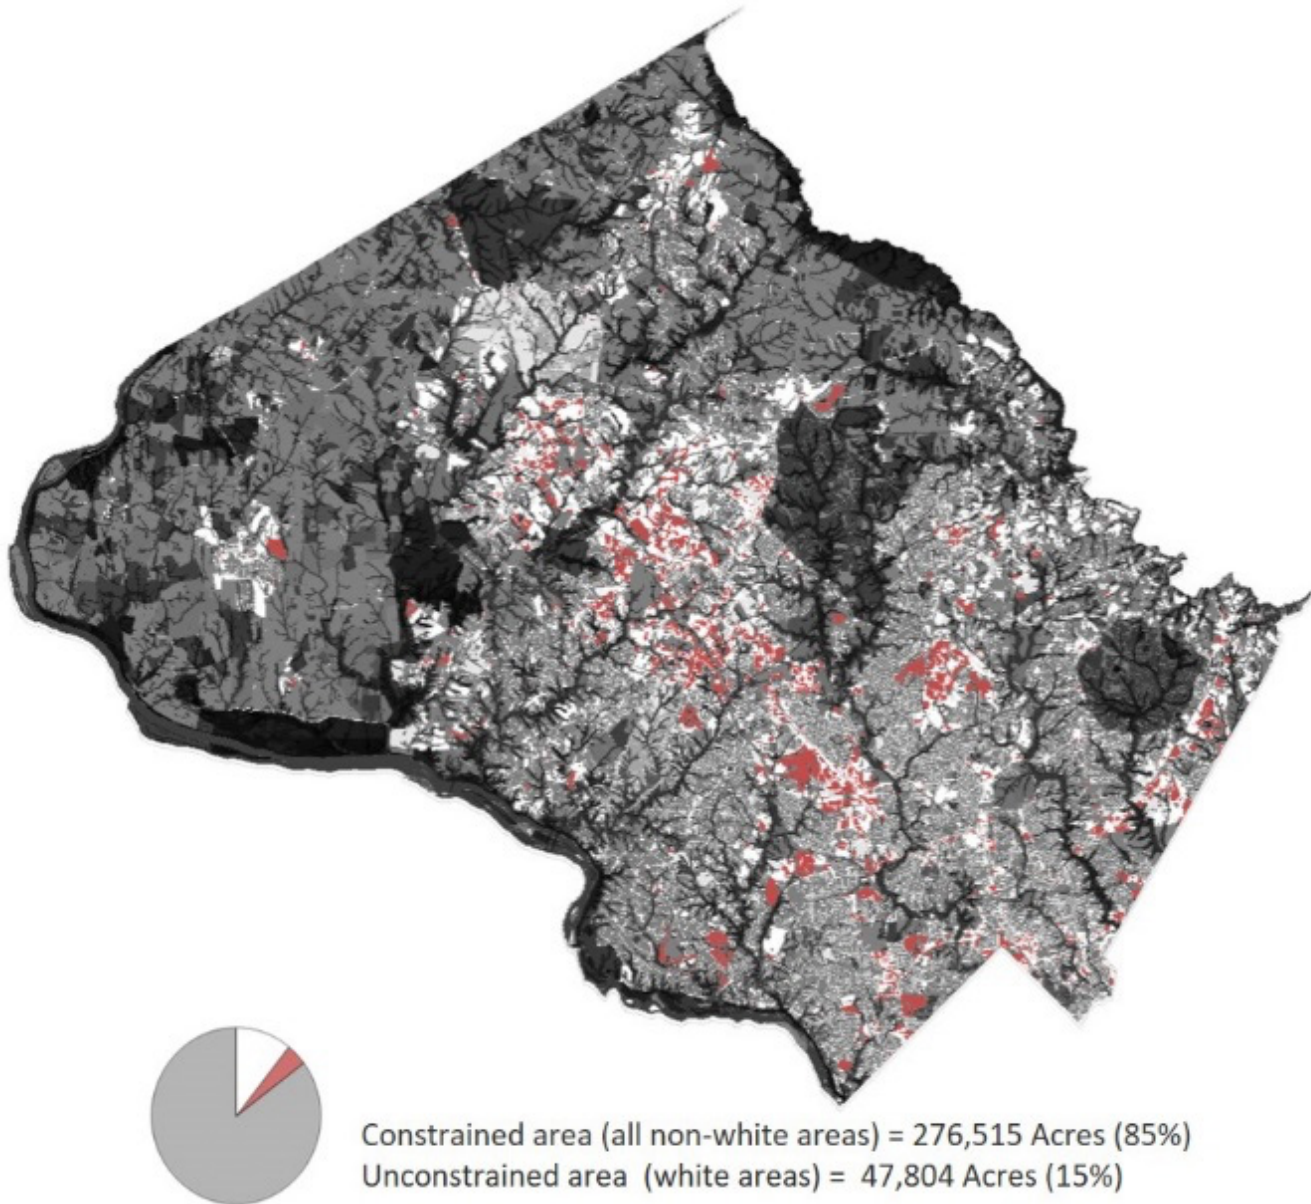 Constrained area (all non-white areas) = 276,515 Acres (85%)
Unconstrained area  (white areas) =  47,804 Acres (15%)